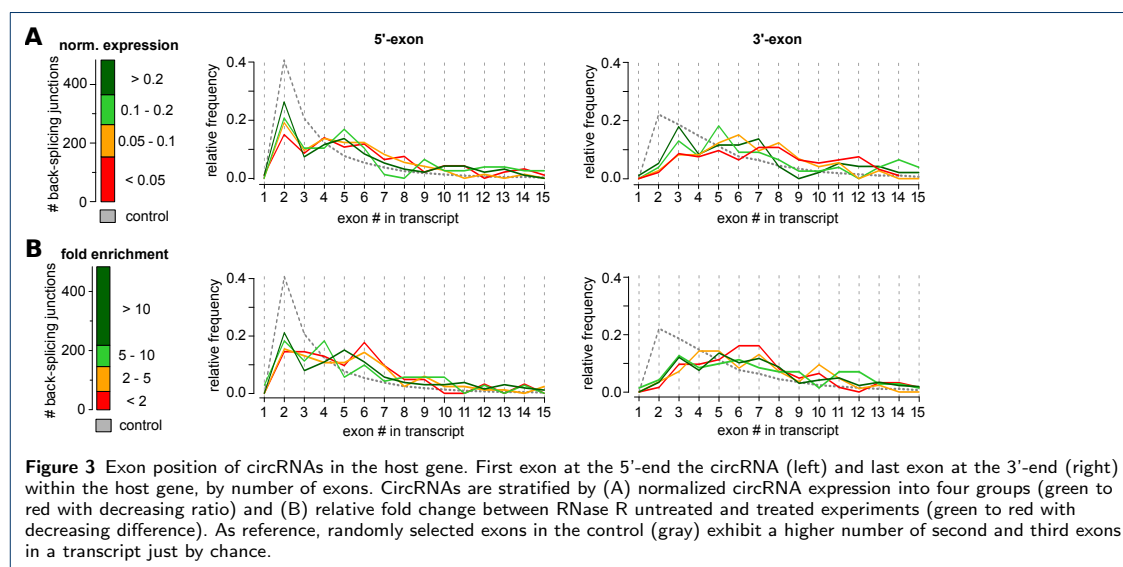 A
norm. expression
# back-splicing junctions
400
200
0
> 0.2
0.1 - 0.2
0.05 - 0.1
< 0.05
control
5'-exon
relative frequency
0.4
0.2
0.0
1 2 3 4 5 6 7 8 9 10 11 12 13 14 15
exon # in transcript
3'-exon
relative frequency
0.4
0.2
0.0
1 2 3 4 5 6 7 8 9 10 11 12 13 14 15
exon # in transcript
B
fold enrichment
# back-splicing junctions
400
200
0
> 10
5 - 10
2 - 5
< 2
control
relative frequency
0.4
0.2
0.0
1 2 3 4 5 6 7 8 9 10 11 12 13 14 15
exon # in transcript
relative frequency
0.4
0.2
0.0
1 2 3 4 5 6 7 8 9 10 11 12 13 14 15
exon # in transcript
Figure 3 Exon position of circRNAs in the host gene. First exon at the 5'-end the circRNA (left) and last exon at the 3'-end (right)
within the host gene, by number of exons. CircRNAs are stratified by (A) normalized circRNA expression into four groups (green to
red with decreasing ratio) and (B) relative fold change between RNase R untreated and treated experiments (green to red with
decreasing difference). As reference, randomly selected exons in the control (gray) exhibit a higher number of second and third exons
in a transcript just by chance.